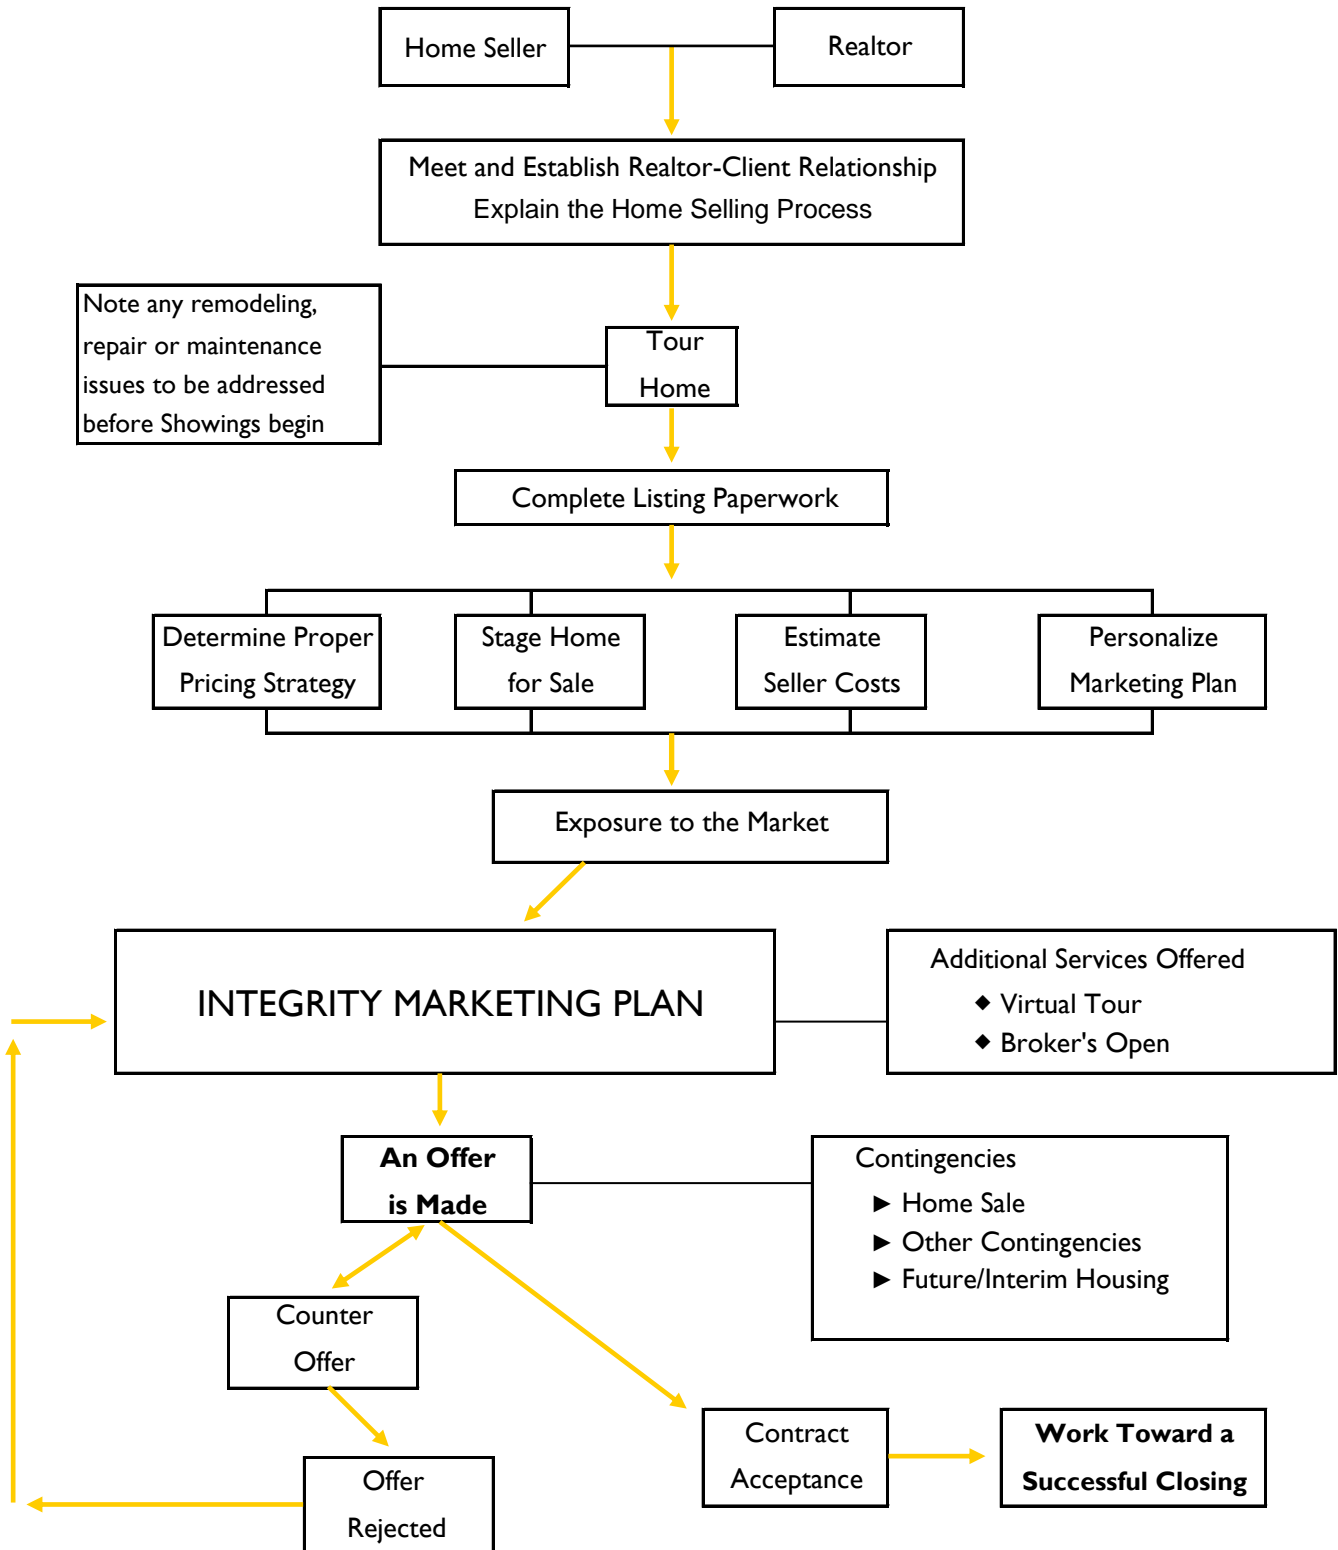 Home Seller
Realtor
Meet and Establish Realtor-Client Relationship
Explain the Home Selling Process
Note any remodeling,
repair or maintenance
issues to be addressed
before Showings begin
Tour
Home
Complete Listing Paperwork
Determine Proper
Pricing Strategy
Stage Home
for Sale
Estimate
Seller Costs
Personalize
Marketing Plan
Exposure to the Market
INTEGRITY MARKETING PLAN
Additional Services Offered
◆ Virtual Tour
◆ Broker's Open
An Offer
is Made
Contingencies
► Home Sale
► Other Contingencies
► Future/Interim Housing
Counter
Offer
Offer
Rejected
Contract
Acceptance
Work Toward a
Successful Closing